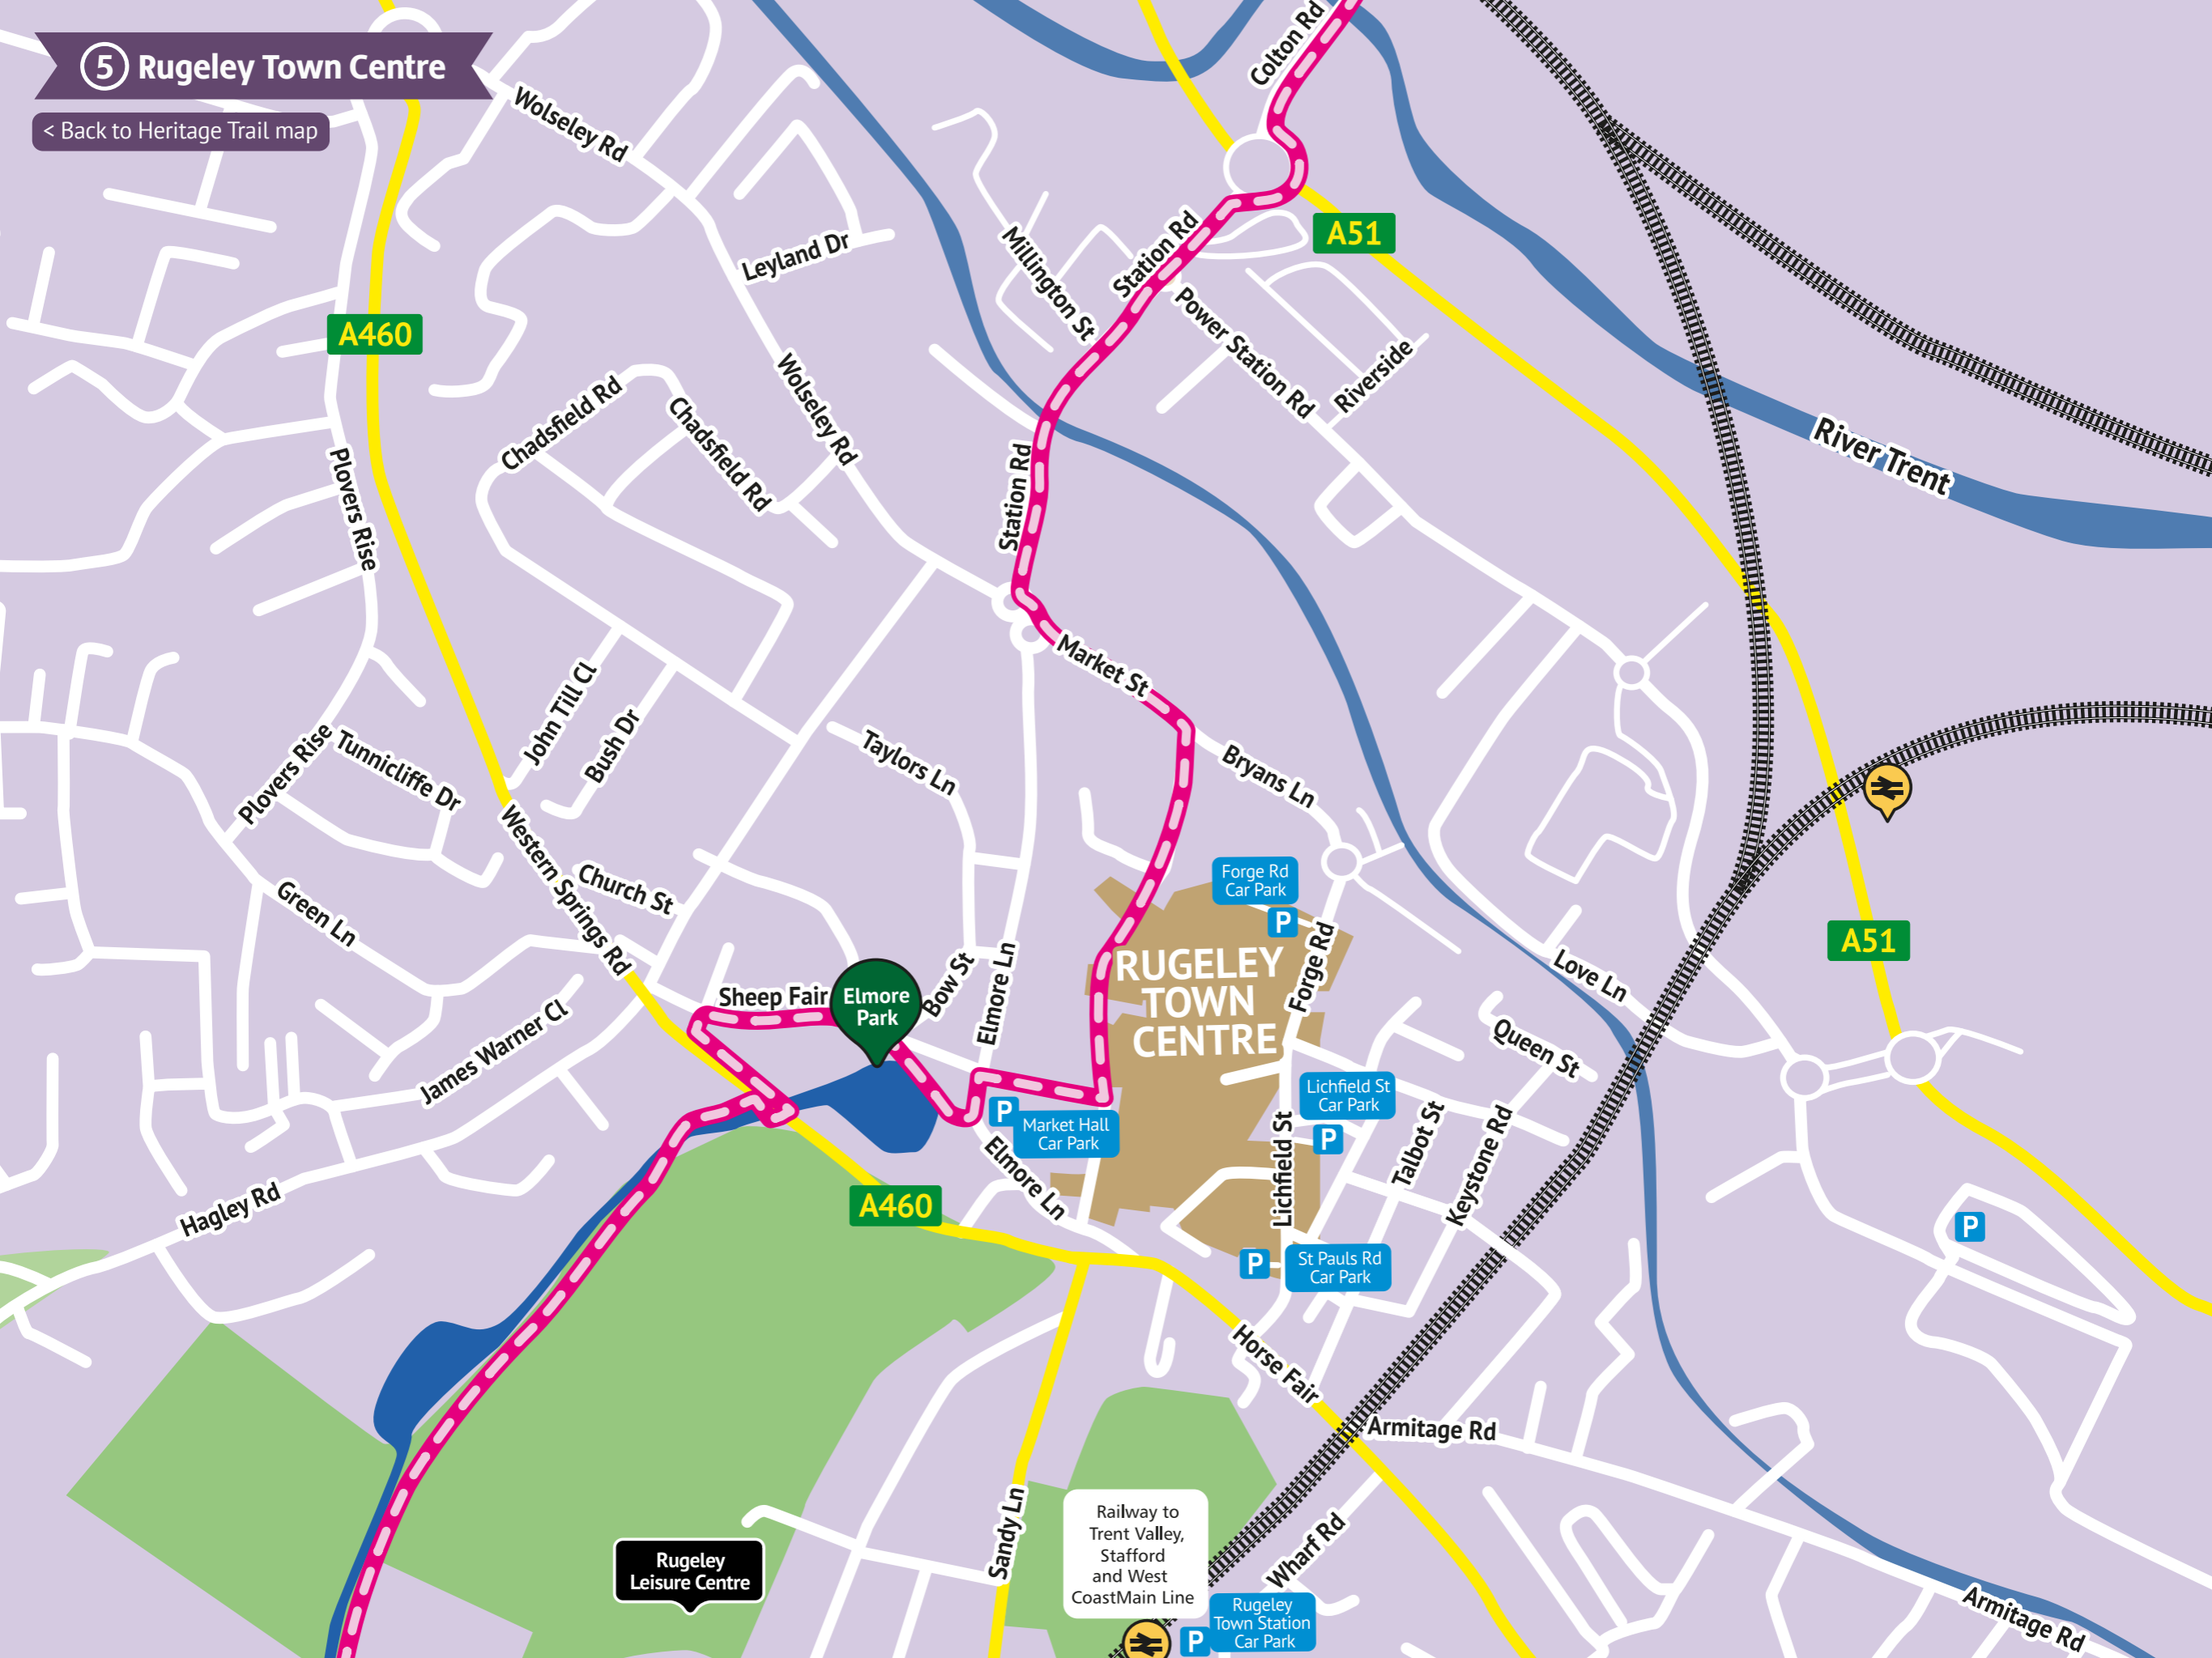 5 Rugeley Town Centre
< Back to Heritage Trail map
Colton Rd
Wolseley Rd
A51
Station Rd
Leyland Dr
Millington St
A460
Power Station Rd
Riverside
Wolseley Rd
Chadsfield Rd
Chadsfield Rd
River Trent
Station Rd
Plovers Rise
Market St
John Till Cl
Bush Dr
Taylors Ln
Bryans Ln
Plovers Rise
Tunnicliffe Dr
Western Springs Rd
Church St
Forge Rd
Car Park
P
Green Ln
A51
RUGELEY
TOWN
CENTRE
Forge Rd
Love Ln
Sheep Fair
Elmore
Park
Bow St
Elmore Ln
Queen St
James Warner Cl
Lichfield St
Car Park
P
P
Market Hall
Car Park
Talbot St
Keystone Rd
Lichfield St
Elmore Ln
Hagley Rd
A460
P
P
St Pauls Rd
Car Park
Horse Fair
Armitage Rd
Sandy Ln
Railway to
Trent Valley,
Stafford
and West
CoastMain Line
Wharf Rd
Rugeley
Leisure Centre
P
Rugeley
Town Station
Car Park
Armitage Rd